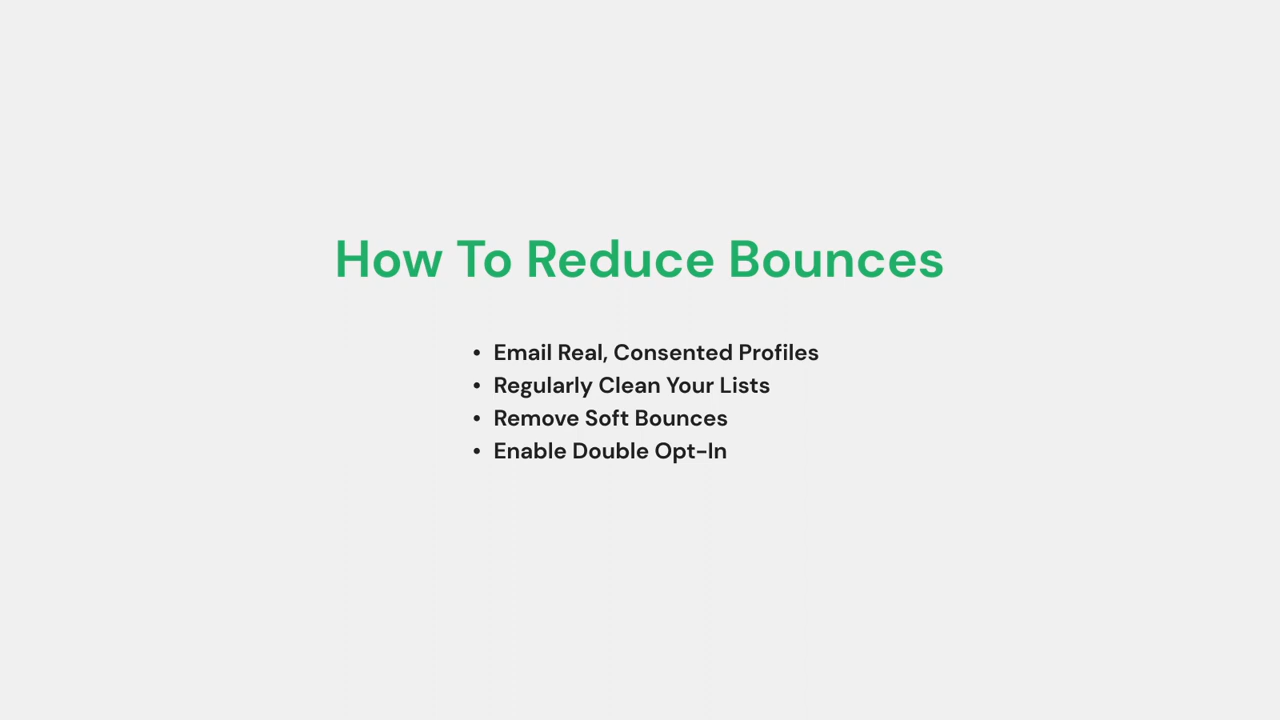 How To Reduce Bounces
• Email Real, Consented Profiles
• Regularly Clean Your Lists
• Remove Soft Bounces
• Enable Double Opt-In